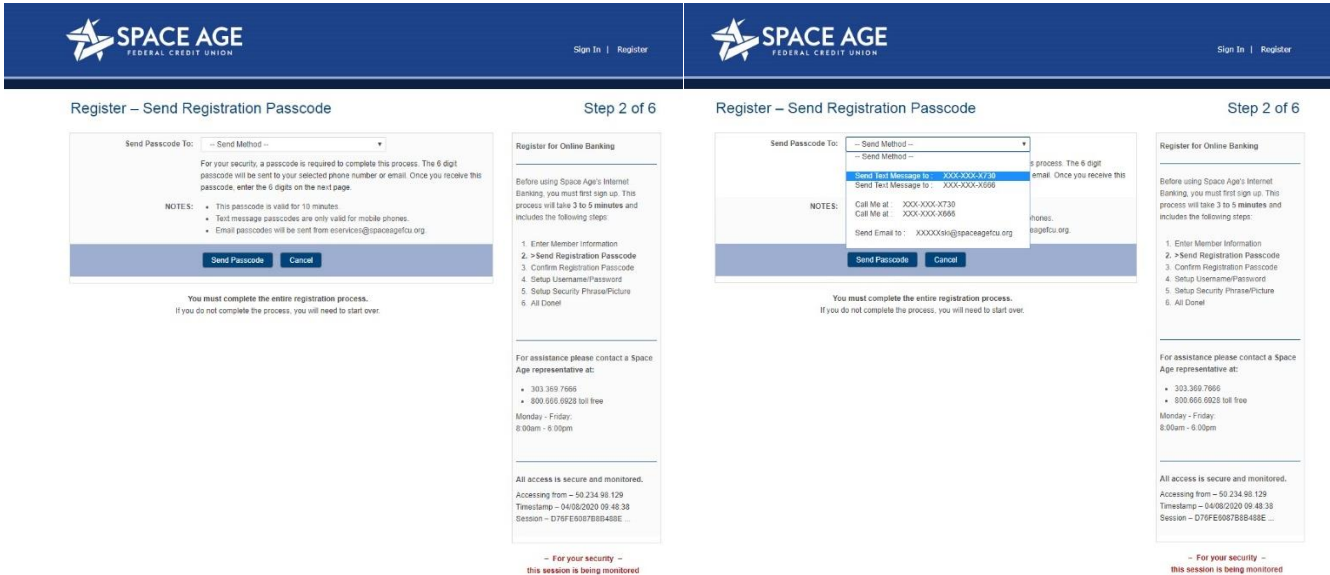 SPACE AGE
FEDERAL CREDIT UNION
Sign In | Register
Register – Send Registration Passcode
Step 2 of 6
Send Passcode To: -- Send Method --
For your security, a passcode is required to complete this process. The 6 digit
passcode will be sent to your selected phone number or email. Once you receive this
passcode, enter the 6 digits on the next page.
NOTES: • This passcode is valid for 10 minutes.
• Text message passcodes are only valid for mobile phones.
• Email passcodes will be sent from eservices@spaceagefcu.org.
Send Passcode Cancel
You must complete the entire registration process.
If you do not complete the process, you will need to start over.
Register for Online Banking
Before using Space Age's Internet
Banking, you must first sign up. This
process will take 3 to 5 minutes and
includes the following steps:
1. Enter Member Information
2. >Send Registration Passcode
3. Confirm Registration Passcode
4. Setup Username/Password
5. Setup Security Phrase/Picture
6. All Done!
For assistance please contact a Space
Age representative at:
• 303.369.7666
• 800.666.6928 toll free
Monday - Friday:
8:00am - 6:00pm
All access is secure and monitored.
Accessing from – 50.234.98.129
Timestamp – 04/08/2020 09:48:38
Session – D76FE6087B8B488E ...
– For your security –
this session is being monitored
SPACE AGE
FEDERAL CREDIT UNION
Sign In | Register
Register – Send Registration Passcode
Step 2 of 6
Send Passcode To: -- Send Method --
-- Send Method --
Send Text Message to : XXX-XXX-X730
Send Text Message to : XXX-XXX-X666
Call Me at : XXX-XXX-X730
Call Me at : XXX-XXX-X666
Send Email to : XXXXXski@spaceagefcu.org
s process. The 6 digit
email. Once you receive this
NOTES:
hones.
eagefcu.org.
Send Passcode Cancel
You must complete the entire registration process.
If you do not complete the process, you will need to start over.
Register for Online Banking
Before using Space Age's Internet
Banking, you must first sign up. This
process will take 3 to 5 minutes and
includes the following steps:
1. Enter Member Information
2. >Send Registration Passcode
3. Confirm Registration Passcode
4. Setup Username/Password
5. Setup Security Phrase/Picture
6. All Done!
For assistance please contact a Space
Age representative at:
• 303.369.7666
• 800.666.6928 toll free
Monday - Friday:
8:00am - 6:00pm
All access is secure and monitored.
Accessing from – 50.234.98.129
Timestamp – 04/08/2020 09:48:38
Session – D76FE6087B8B488E ...
– For your security –
this session is being monitored